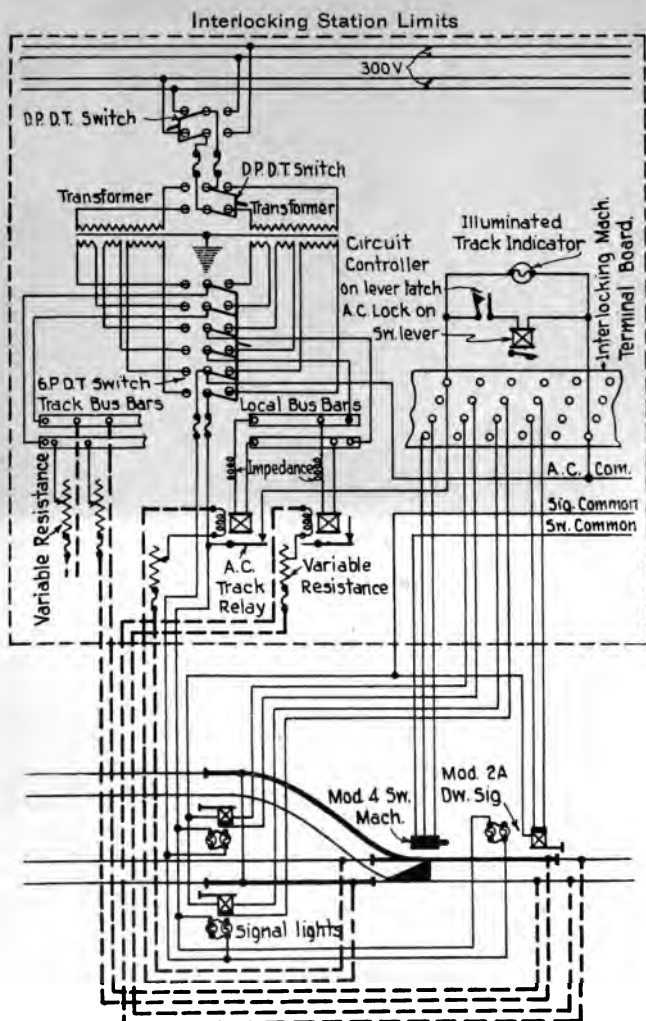 Interlocking Station Limits
300V
D.P.D.T. Switch
D.P.D.T. Switch
Transformer
Transformer
Illuminated
Track Indicator
Circuit
Controller
on lever latch
A.C. Lock on
Sw. lever
Interlocking Mach.
Terminal Board.
6.P.D.T Switch
Track Bus Bars
Local Bus Bars
Impedance
A.C. Com.
Sig. Common
Sw. Common
Variable Resistance
A.C.
Track
Relay
Variable
Resistance
Mod. 4 Sw.
Mach.
Mod. 2A
Dw. Sig
Signal lights